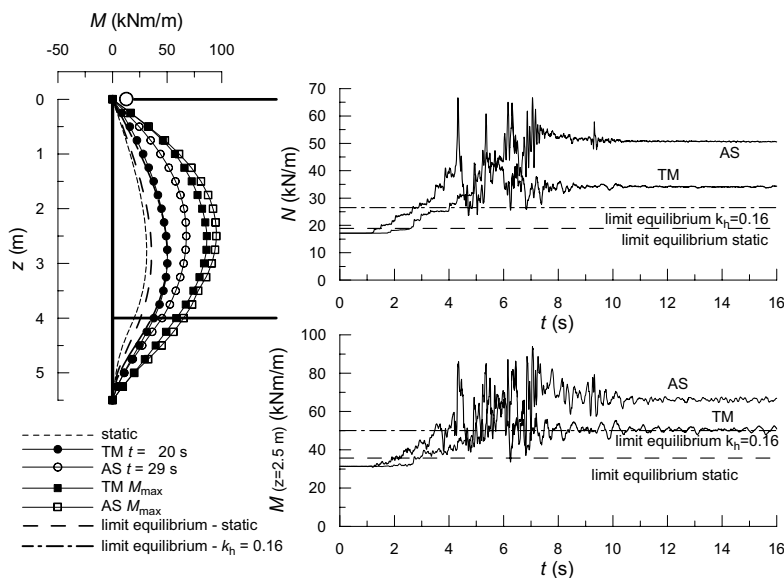 M (kNm/m)
-50 0 50 100
0
1
2
3
4
5
z (m)
static
TM t = 20 s
AS t = 29 s
TM Mmax
AS Mmax
limit equilibrium - static
limit equilibrium - kh = 0.16
70
60
50
40
30
20
10
0
N (kN/m)
AS
TM
limit equilibrium kh=0.16
limit equilibrium static
0 2 4 6 8 10 12 14 16
t (s)
100
80
60
40
20
0
M (z=2.5 m) (kNm/m)
AS
TM
limit equilibrium kh=0.16
limit equilibrium static
0 2 4 6 8 10 12 14 16
t (s)